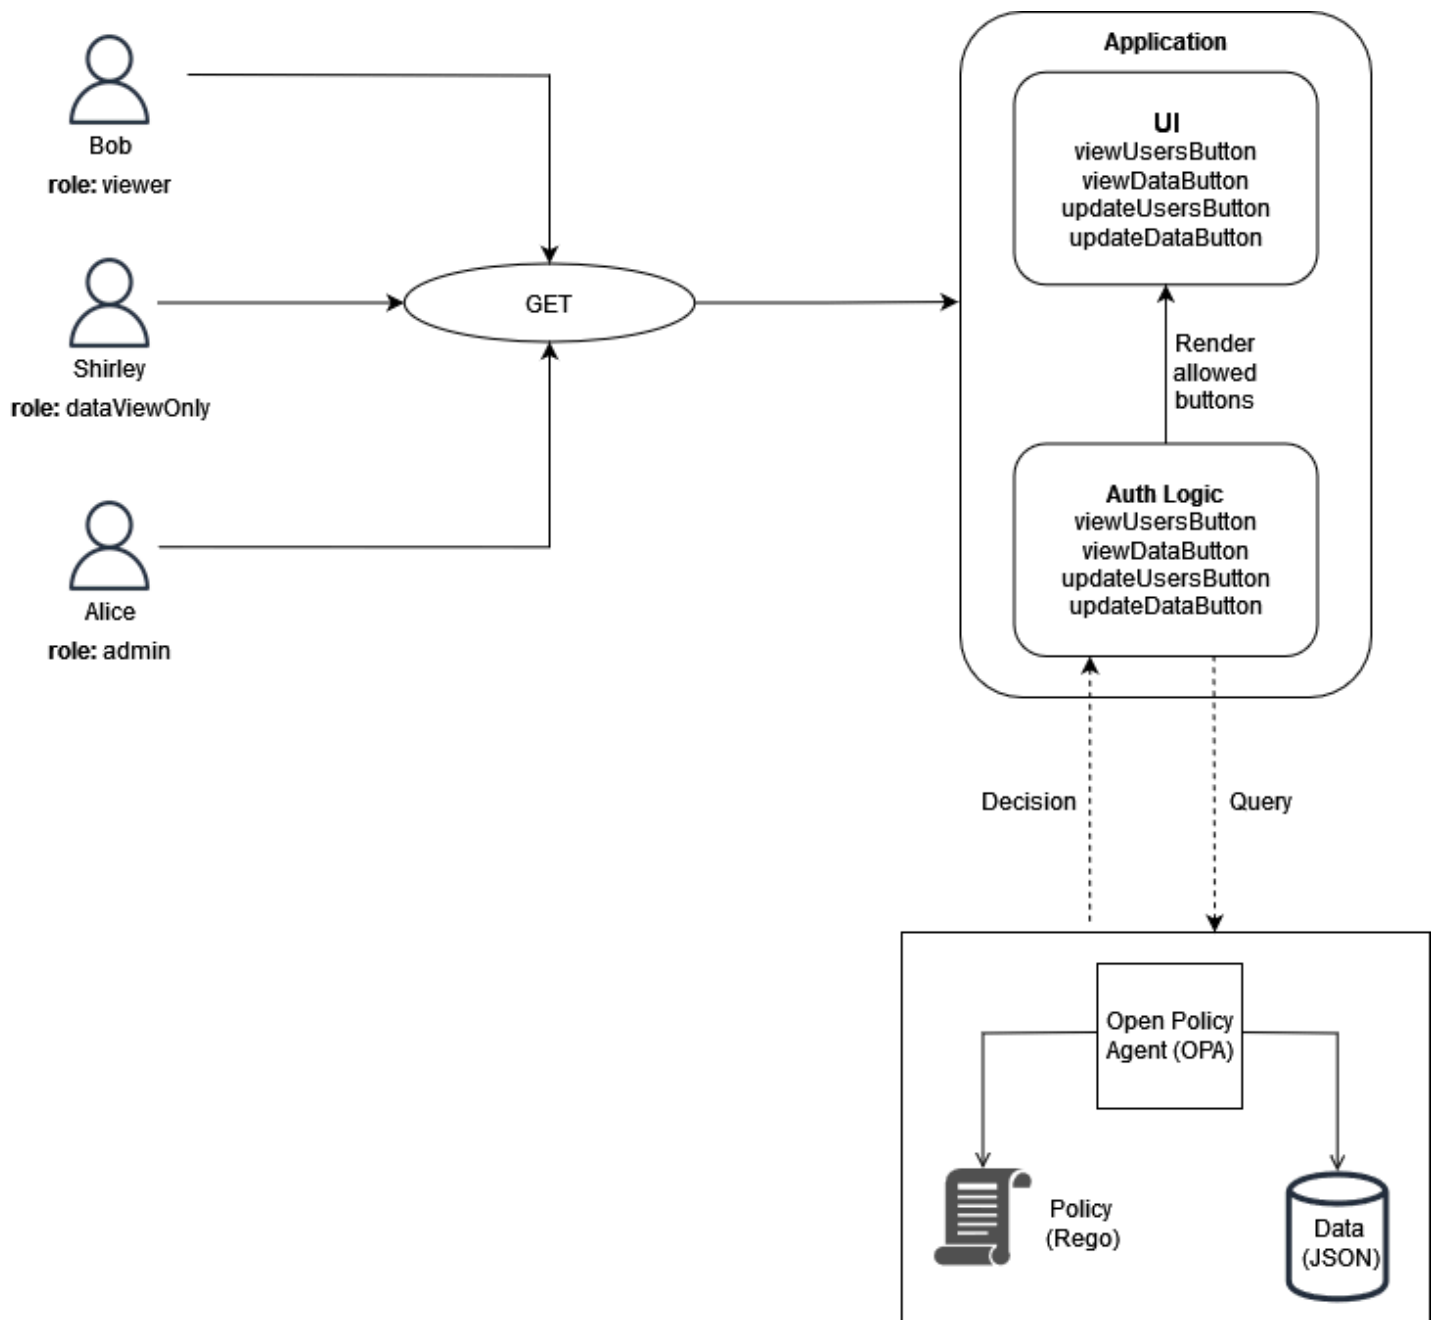 Bob
role: viewer
Shirley
role: dataViewOnly
Alice
role: admin
GET
Application
UI
viewUsersButton
viewDataButton
updateUsersButton
updateDataButton
Render
allowed
buttons
Auth Logic
viewUsersButton
viewDataButton
updateUsersButton
updateDataButton
Decision
Query
Open Policy
Agent (OPA)
Policy
(Rego)
Data
(JSON)